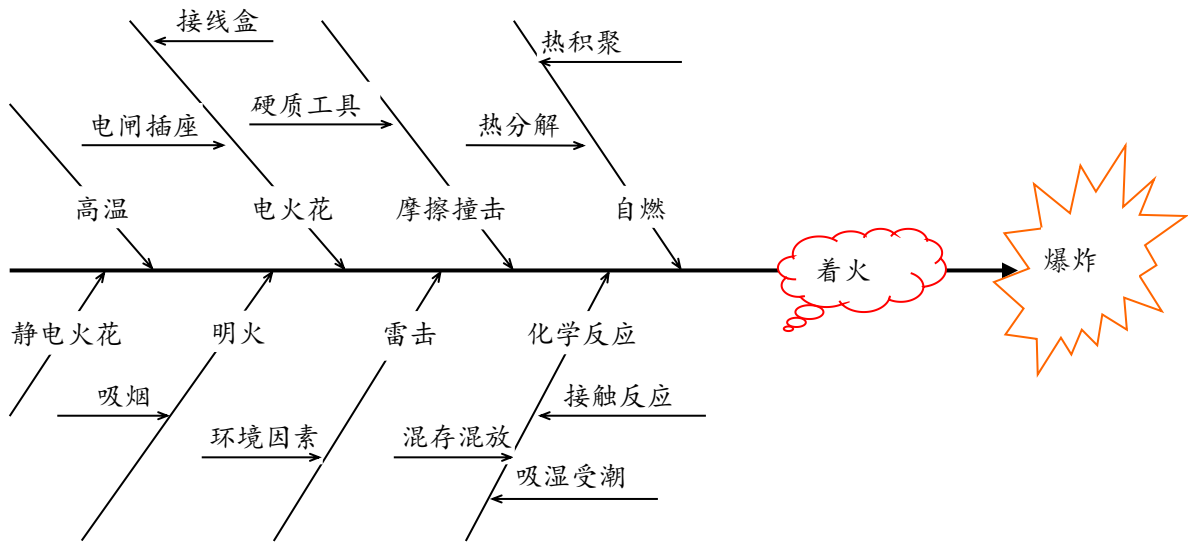 接线盒
热积聚
硬质工具
电闸插座
热分解
高温
电火花
摩擦撞击
自燃
着火
爆炸
静电火花
明火
雷击
化学反应
吸烟
接触反应
环境因素
混存混放
吸湿受潮